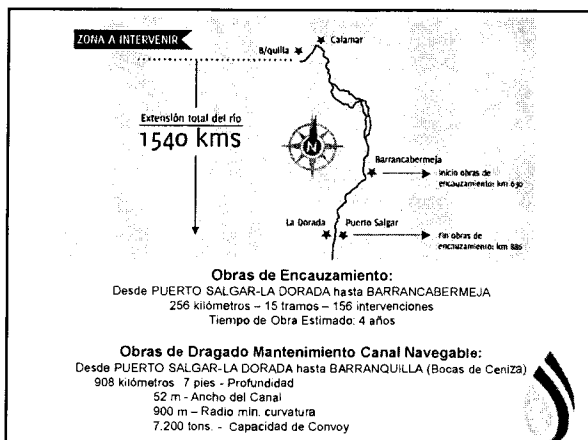 ZONA A INTERVENIR
Calamar
B/quilla
Extensión total del río
1540 kms
N
Barrancabermeja
Inicio obras de
encauzamiento: km 630
La Dorada
Puerto Salgar
Fin obras de
encauzamiento: km 886
Obras de Encauzamiento:
Desde PUERTO SALGAR-LA DORADA hasta BARRANCABERMEJA
256 kilómetros – 15 tramos – 156 intervenciones
Tiempo de Obra Estimado: 4 años
Obras de Dragado Mantenimiento Canal Navegable:
Desde PUERTO SALGAR-LA DORADA hasta BARRANQUILLA (Bocas de Ceniza)
908 kilómetros 7 pies - Profundidad
52 m - Ancho del Canal
900 m – Radio min. curvatura
7.200 tons. - Capacidad de Convoy